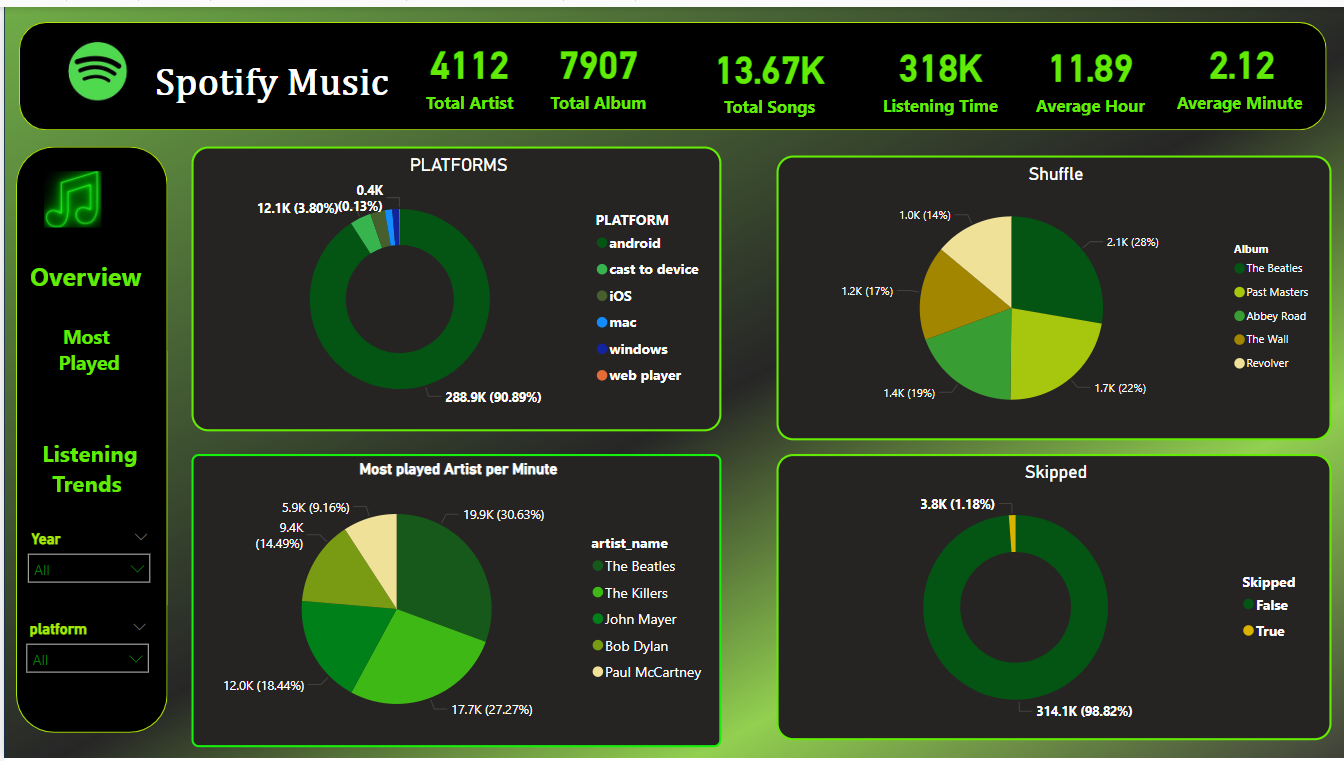 Spotify Music
4112
Total Artist
7907
Total Album
13.67K
Total Songs
318K
Listening Time
11.89
Average Hour
2.12
Average Minute
Overview
Most
Played
Listening
Trends
Year
All
platform
All
PLATFORMS
0.4K
(0.13%)
12.1K (3.80%)
288.9K (90.89%)
PLATFORM
android
cast to device
iOS
mac
windows
web player
Shuffle
1.0K (14%)
2.1K (28%)
1.2K (17%)
1.4K (19%)
1.7K (22%)
Album
The Beatles
Past Masters
Abbey Road
The Wall
Revolver
Most played Artist per Minute
5.9K (9.16%)
19.9K (30.63%)
9.4K
(14.49%)
12.0K (18.44%)
17.7K (27.27%)
artist_name
The Beatles
The Killers
John Mayer
Bob Dylan
Paul McCartney
Skipped
3.8K (1.18%)
314.1K (98.82%)
Skipped
False
True